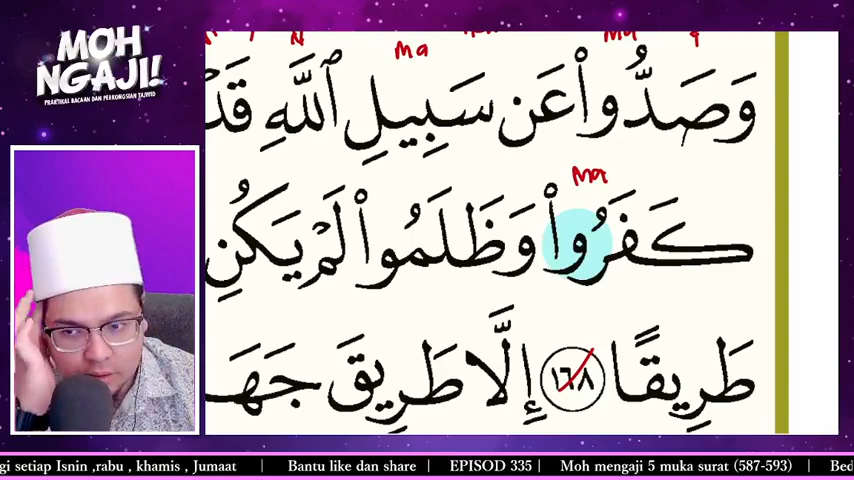 MOH
NGAJI!
PRAKTIKAL BACAAN DAN PERKONGSIAN TAJWID
Ma
وَصَدُّوا۟ عَن سَبِيلِ ٱللَّهِ قَدْ
Ma
كَفَرُوا۟ وَظَلَمُوا۟ لَمْ يَكُنِ
طَرِيقًا ١٦٨ إِلَّا طَرِيقَ جَهَ
gi setiap Isnin ,rabu , khamis , Jumaat | Bantu like dan share | EPISOD 335 | Moh mengaji 5 muka surat (587-593) | Bed